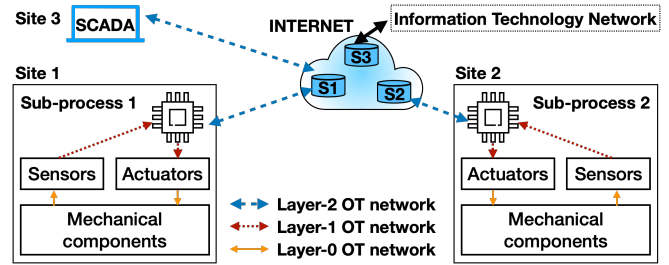 Site 3
SCADA
INTERNET
Information Technology Network
S3
S1
S2
Site 1
Site 2
Sub-process 1
Sub-process 2
Sensors
Actuators
Actuators
Sensors
Mechanical
components
Mechanical
components
Layer-2 OT network
Layer-1 OT network
Layer-0 OT network